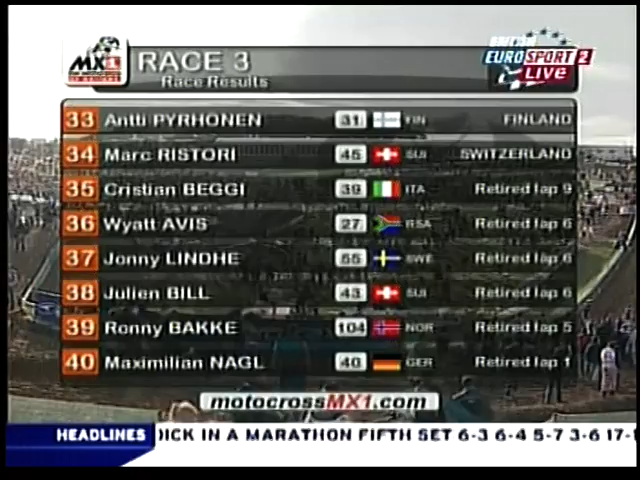 MX1
RACE 3
Race Results
BRITISH
EUROSPORT 2
LIVE
33 Antti PYRHONEN 31 FIN FINLAND
34 Marc RISTORI 45 SUI SWITZERLAND
35 Cristian BEGGI 39 ITA Retired lap 9
36 Wyatt AVIS 27 RSA Retired lap 6
37 Jonny LINDHE 55 SWE Retired lap 6
38 Julien BILL 43 SUI Retired lap 6
39 Ronny BAKKE 104 NOR Retired lap 5
40 Maximilian NAGL 40 GER Retired lap 1
motocrossMX1.com
HEADLINES DICK IN A MARATHON FIFTH SET 6-3 6-4 5-7 3-6 17-